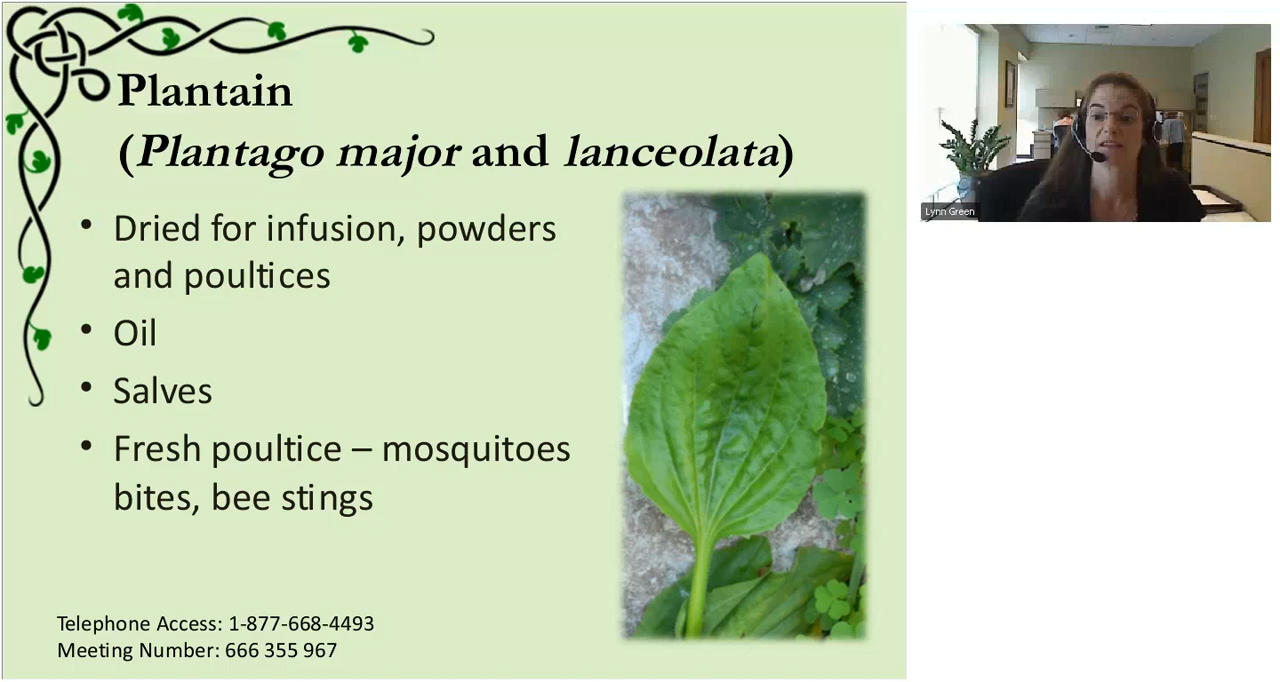 Plantain
(Plantago major and lanceolata)
• Dried for infusion, powders
and poultices
• Oil
• Salves
• Fresh poultice – mosquitoes
bites, bee stings
Telephone Access: 1-877-668-4493
Meeting Number: 666 355 967
Lynn Green